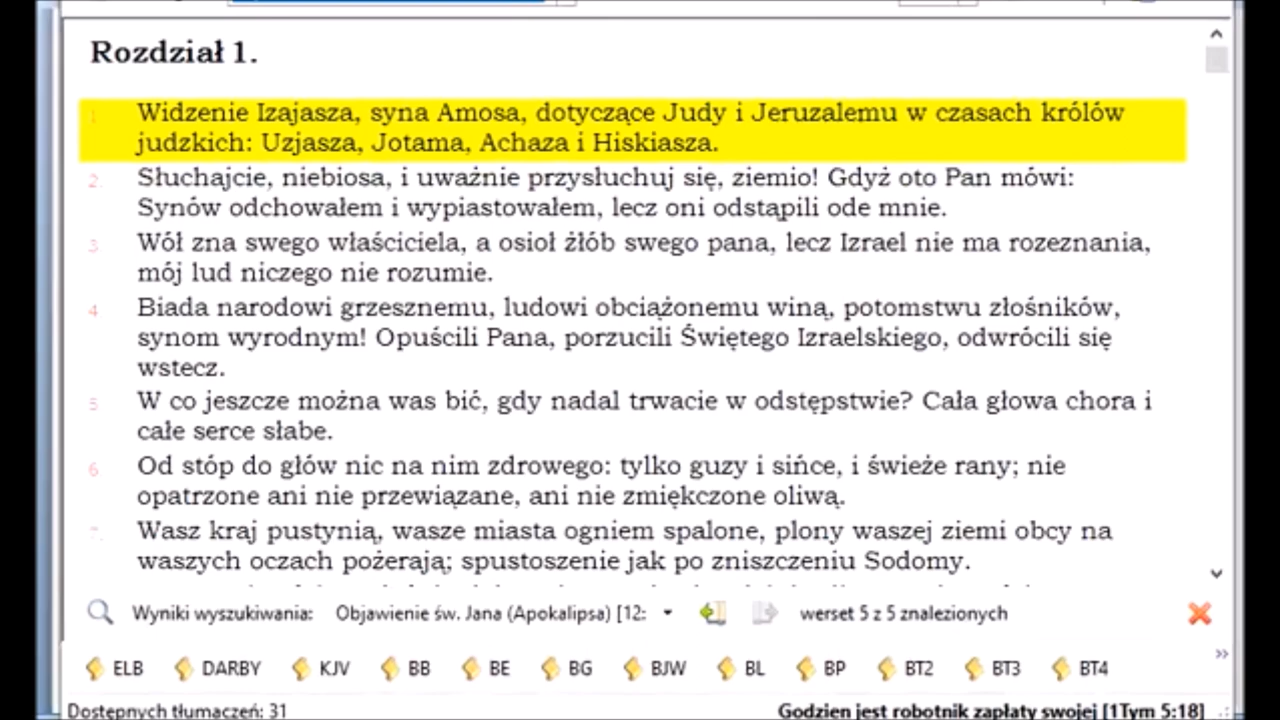 Rozdział 1.
1 Widzenie Izajasza, syna Amosa, dotyczące Judy i Jeruzalemu w czasach królów
judzkich: Uzjasza, Jotama, Achaza i Hiskiasza.
2. Słuchajcie, niebiosa, i uważnie przysłuchuj się, ziemio! Gdyż oto Pan mówi:
Synów odchowałem i wypiastowałem, lecz oni odstąpili ode mnie.
3 Wół zna swego właściciela, a osioł żłób swego pana, lecz Izrael nie ma rozeznania,
mój lud niczego nie rozumie.
4 Biada narodowi grzesznemu, ludowi obciążonemu winą, potomstwu złośników,
synom wyrodnym! Opuścili Pana, porzucili Świętego Izraelskiego, odwrócili się
wstecz.
5 W co jeszcze można was bić, gdy nadal trwacie w odstępstwie? Cała głowa chora i
całe serce słabe.
6 Od stóp do głów nic na nim zdrowego: tylko guzy i sińce, i świeże rany; nie
opatrzone ani nie przewiązane, ani nie zmiękczone oliwą.
7. Wasz kraj pustynią, wasze miasta ogniem spalone, plony waszej ziemi obcy na
waszych oczach pożerają; spustoszenie jak po zniszczeniu Sodomy.
Wyniki wyszukiwania: Objawienie św. Jana (Apokalipsa) [12: werset 5 z 5 znalezionych
ELB DARBY KJV BB BE BG BJW BL BP BT2 BT3 BT4 »
Dostępnych tłumaczeń: 31 Godzien jest robotnik zapłaty swojej [1Tym 5:18]